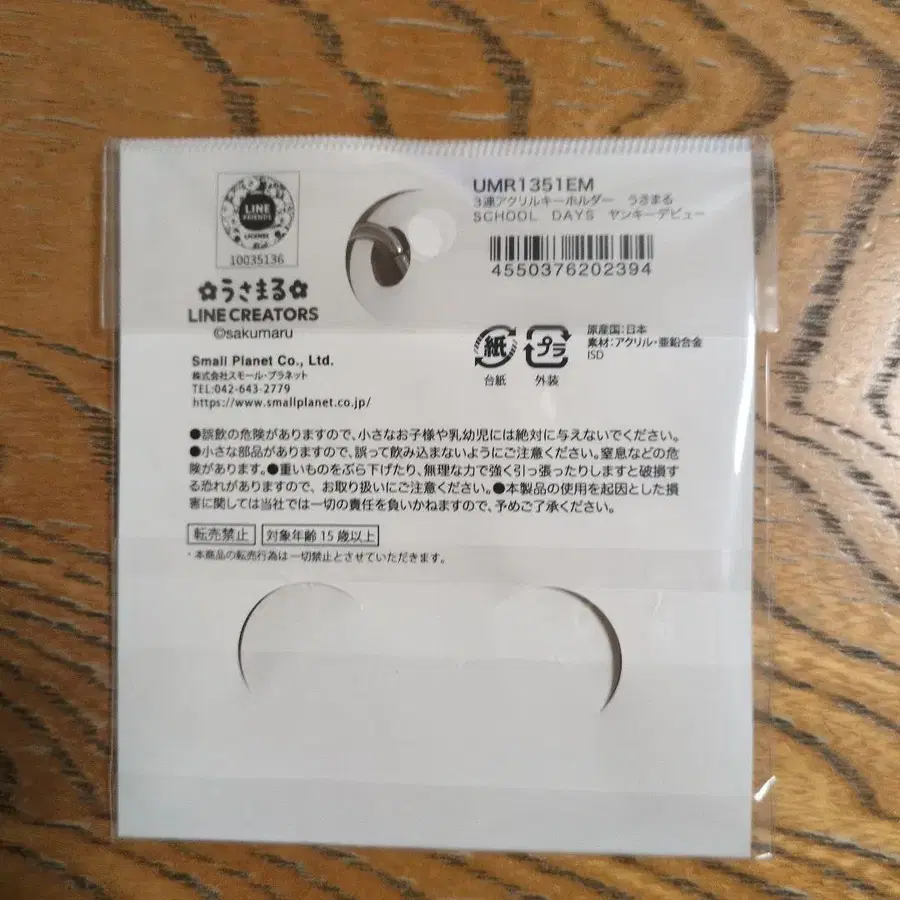 LINE
FRIENDS
LICENSE
10035136
✿うさまる✿
LINE CREATORS
©sakumaru
Small Planet Co., Ltd.
株式会社スモール・プラネット
TEL:042-643-2779
https://www.smallplanet.co.jp/
UMR1351EM
3連アクリルキーホルダー うさまる
SCHOOL DAYS ヤンキーデビュー
4550376202394
紙
台紙
プラ
外装
原産国:日本
素材:アクリル・亜鉛合金
ISD
●誤飲の危険がありますので、小さなお子様や乳幼児には絶対に与えないでください。
●小さな部品がありますので、誤って飲み込まないようにご注意ください。窒息などの危
険があります。●重いものをぶら下げたり、無理な力で強く引っ張ったりしますと破損す
る恐れがありますので、お取り扱いにご注意ください。●本製品の使用を起因とした損
害に関しては当社では一切の責任を負いかねますので、予めご了承ください。
転売禁止 対象年齢15歳以上
・本商品の転売行為は一切禁止とさせていただきます。